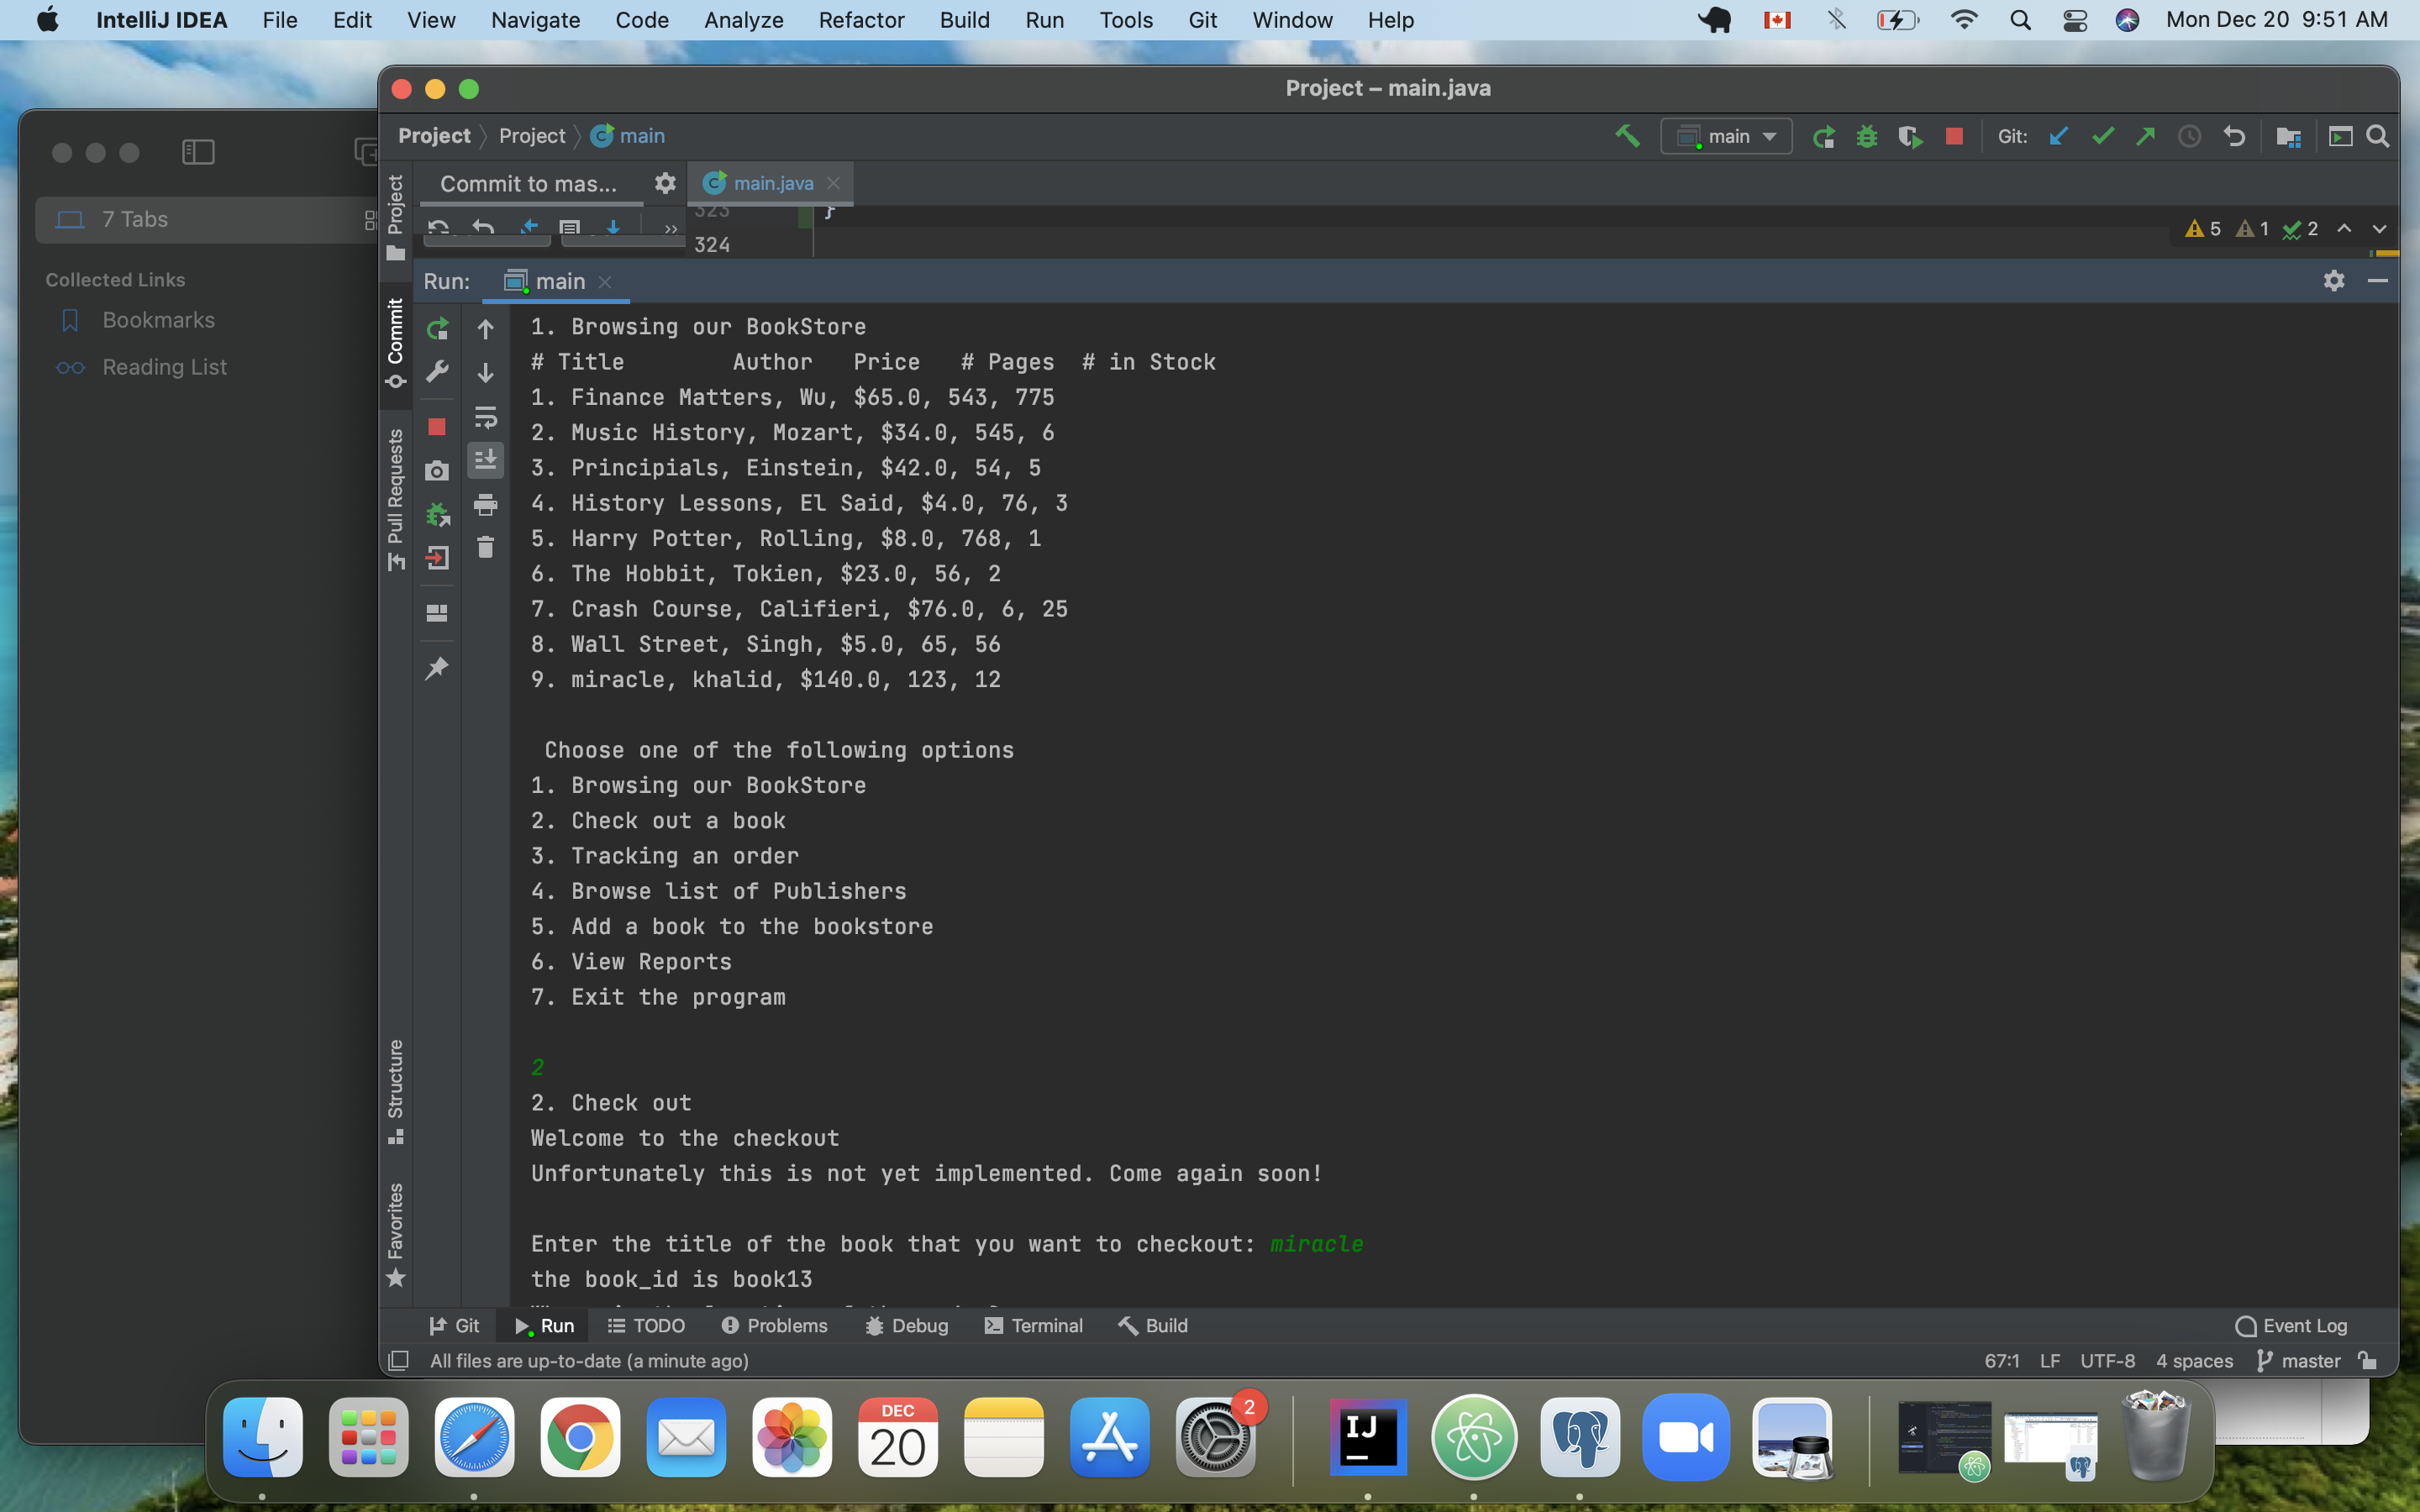 IntelliJ IDEA File Edit View Navigate Code Analyze Refactor Build Run Tools Git Window Help Mon Dec 20 9:51 AM
Project – main.java
Project Project main main Git:
7 Tabs
Collected Links
Bookmarks
Reading List
Project
Commit
Pull Requests
Structure
Favorites
Commit to mas... main.java
323 }
324
5 1 2
Run: main
1. Browsing our BookStore
# Title Author Price # Pages # in Stock
1. Finance Matters, Wu, $65.0, 543, 775
2. Music History, Mozart, $34.0, 545, 6
3. Principials, Einstein, $42.0, 54, 5
4. History Lessons, El Said, $4.0, 76, 3
5. Harry Potter, Rolling, $8.0, 768, 1
6. The Hobbit, Tokien, $23.0, 56, 2
7. Crash Course, Califieri, $76.0, 6, 25
8. Wall Street, Singh, $5.0, 65, 56
9. miracle, khalid, $140.0, 123, 12
Choose one of the following options
1. Browsing our BookStore
2. Check out a book
3. Tracking an order
4. Browse list of Publishers
5. Add a book to the bookstore
6. View Reports
7. Exit the program
2
2. Check out
Welcome to the checkout
Unfortunately this is not yet implemented. Come again soon!
Enter the title of the book that you want to checkout: miracle
the book_id is book13
Git Run TODO Problems Debug Terminal Build Event Log
All files are up-to-date (a minute ago) 67:1 LF UTF-8 4 spaces master
DEC
20
2
IJ